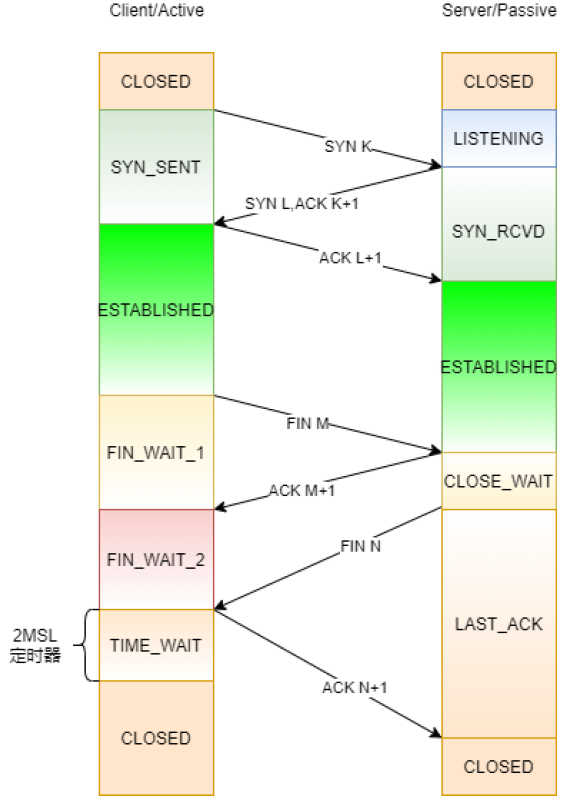 Client/Active
Server/Passive
CLOSED
CLOSED
LISTENING
SYN K
SYN_SENT
SYN L,ACK K+1
SYN_RCVD
ACK L+1
ESTABLISHED
ESTABLISHED
FIN M
FIN_WAIT_1
CLOSE_WAIT
ACK M+1
FIN N
FIN_WAIT_2
LAST_ACK
2MSL
定时器
TIME_WAIT
ACK N+1
CLOSED
CLOSED